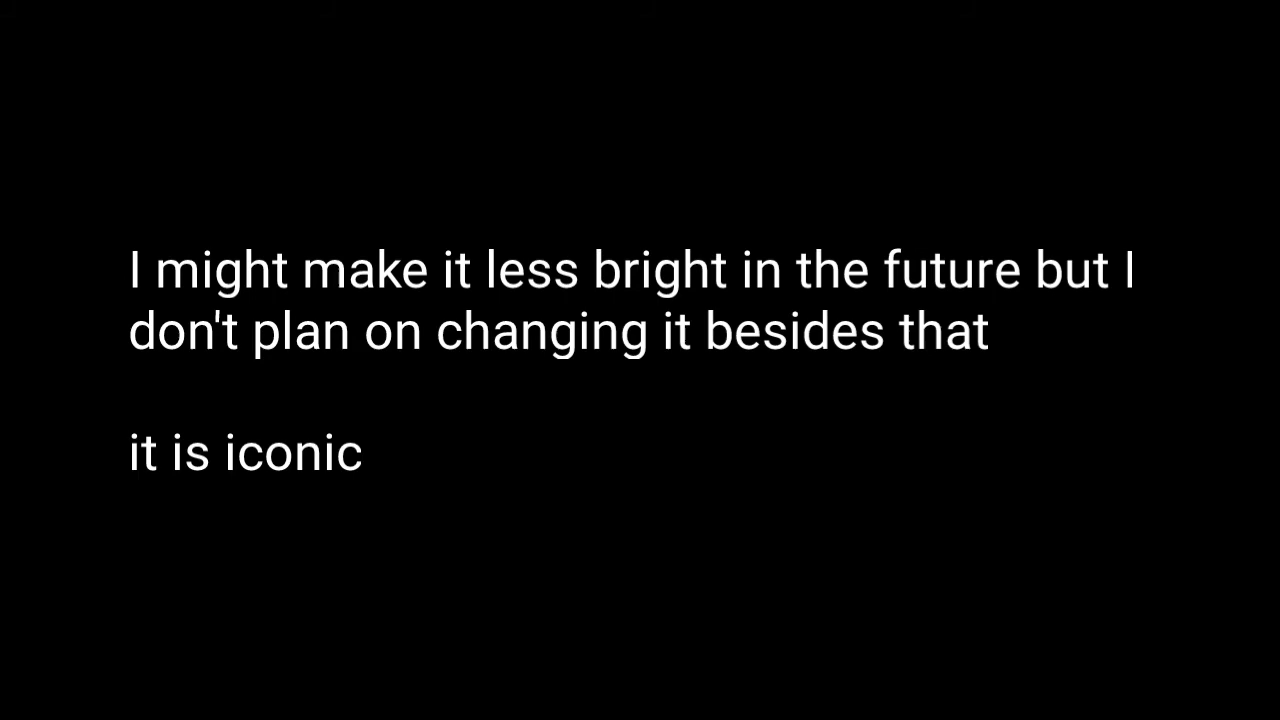 I might make it less bright in the future but I
don't plan on changing it besides that
it is iconic